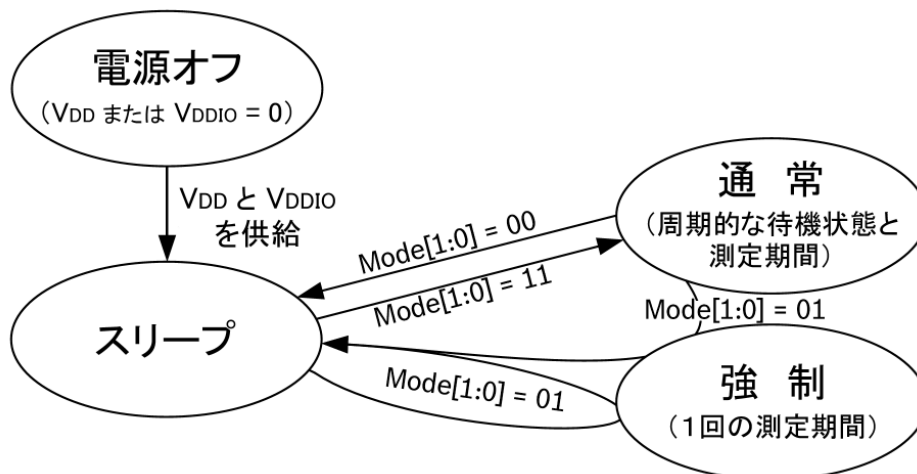 電源オフ
（VDD または VDDIO = 0）
VDD と VDDIO
を供給
通 常
（周期的な待機状態と
測定期間）
Mode[1:0] = 00
Mode[1:0] = 11
Mode[1:0] = 01
スリープ
Mode[1:0] = 01
強 制
（1回の測定期間）